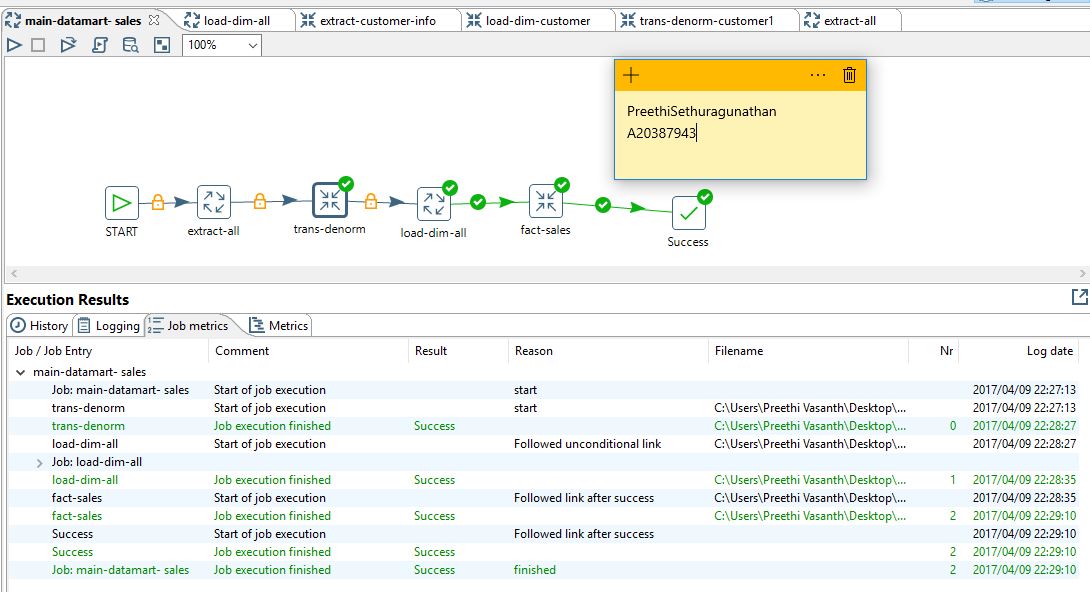 main-datamart- sales load-dim-all extract-customer-info load-dim-customer trans-denorm-customer1 extract-all
100%
PreethiSethuragunathan
A20387943
START extract-all trans-denorm load-dim-all fact-sales Success
Execution Results
History Logging Job metrics Metrics
Job / Job Entry Comment Result Reason Filename Nr Log date
main-datamart- sales
Job: main-datamart- sales Start of job execution start 2017/04/09 22:27:13
trans-denorm Start of job execution start C:\Users\Preethi Vasanth\Desktop\... 2017/04/09 22:27:13
trans-denorm Job execution finished Success C:\Users\Preethi Vasanth\Desktop\... 0 2017/04/09 22:28:27
load-dim-all Start of job execution Followed unconditional link C:\Users\Preethi Vasanth\Desktop\... 2017/04/09 22:28:27
Job: load-dim-all
load-dim-all Job execution finished Success C:\Users\Preethi Vasanth\Desktop\... 1 2017/04/09 22:28:35
fact-sales Start of job execution Followed link after success C:\Users\Preethi Vasanth\Desktop\... 2017/04/09 22:28:35
fact-sales Job execution finished Success C:\Users\Preethi Vasanth\Desktop\... 2 2017/04/09 22:29:10
Success Start of job execution Followed link after success 2017/04/09 22:29:10
Success Job execution finished Success 2 2017/04/09 22:29:10
Job: main-datamart- sales Job execution finished Success finished 2 2017/04/09 22:29:10